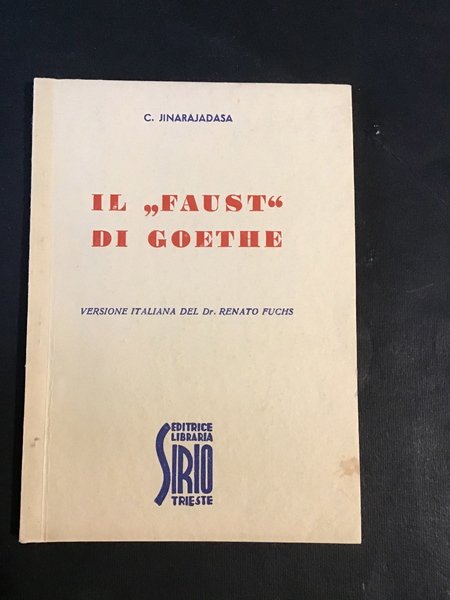 C. JINARAJADASA
IL „FAUST“
DI GOETHE
VERSIONE ITALIANA DEL Dr. RENATO FUCHS
EDITRICE
LIBRARIA
SIRIO
TRIESTE